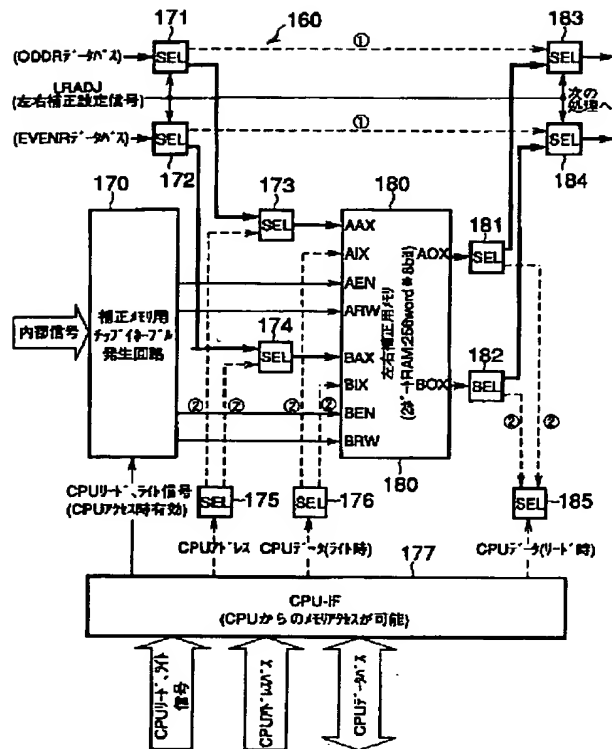 171
160
183
(ODDRデータバス)
SEL
①
SEL
LRADJ
(左右補正設定信号)
次の
処理へ
(EVENRデータバス)
SEL
①
SEL
172
184
170
173
180
SEL
AAX
AIX
AEN
ARW
BAX
BIX
BEN
BRW
AOX
BOX
181
SEL
174
SEL
182
SEL
左右補正用メモリ
(2ポートRAM:256word*8bit)
補正メモリ用
チップイネーブル
発生回路
内部信号
②
②
②
②
②
②
180
CPUリード、ライト信号
(CPUアクセス時有効)
SEL
175
SEL
176
SEL
185
CPUアドレス
CPUデータ(ライト時)
CPUデータ(リード時)
177
CPU-IF
(CPUからのメモリアクセスが可能)
CPUリード、ライト
信号
CPUアドレスバス
CPUデータバス